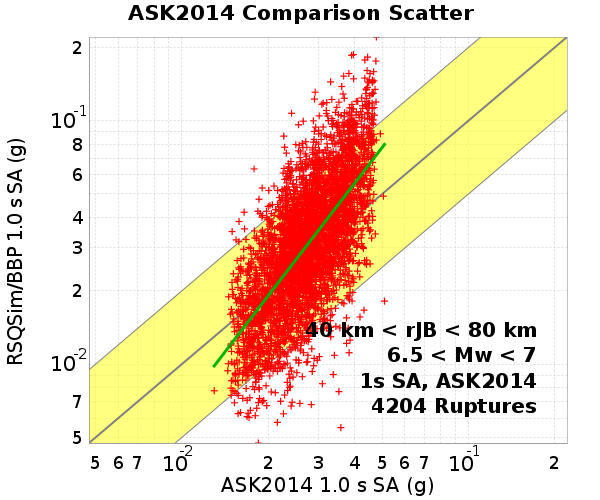 ASK2014 Comparison Scatter
RSQSim/BBP 1.0 s SA (g)
2
10-1
8
6
4
3
2
10-2
7
5
40 km < rJB < 80 km
6.5 < Mw < 7
1s SA, ASK2014
4204 Ruptures
5 6 7 10-2 2 3 4 5 6 7 10-1 2
ASK2014 1.0 s SA (g)